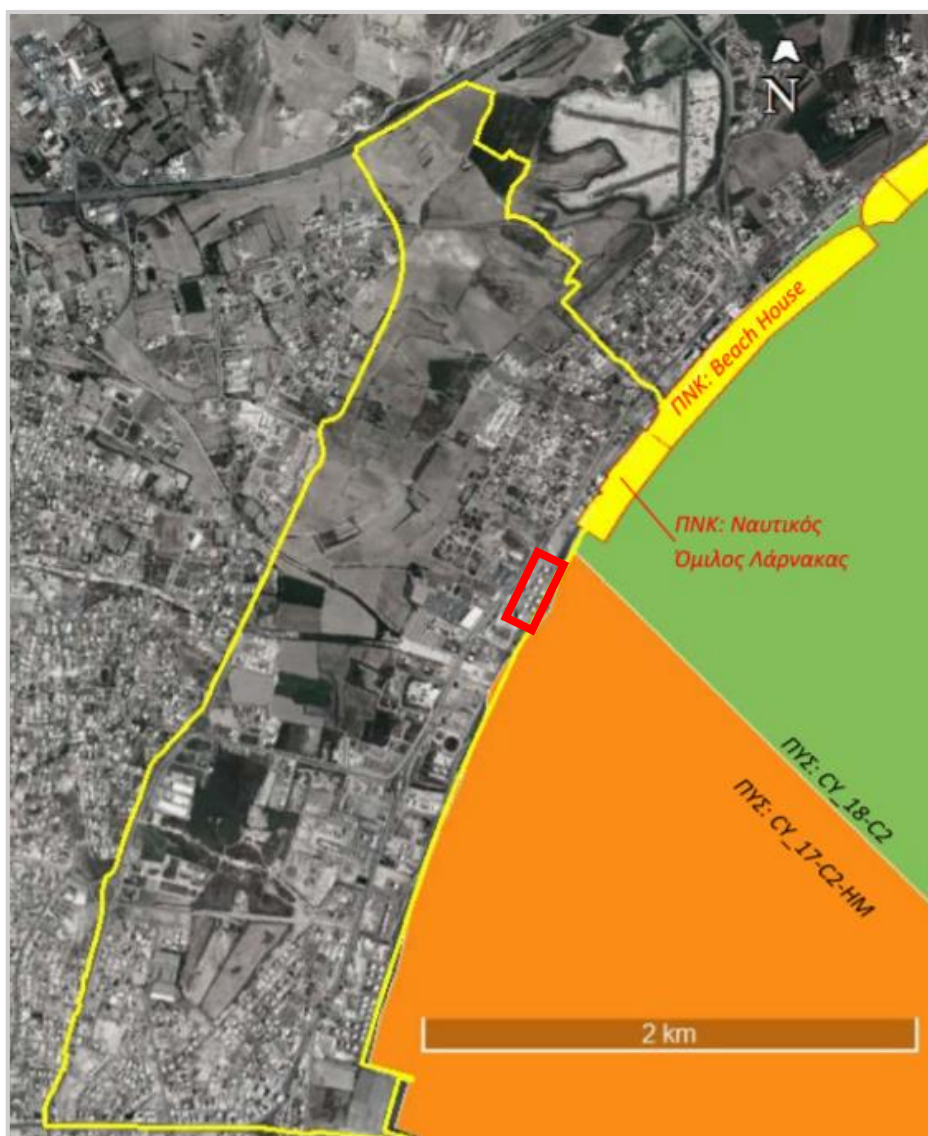 N
ΠΝΚ: Beach House
ΠΝΚ: Ναυτικός
Όμιλος Λάρνακας
ΠΥΣ: CY_18-C2
ΠΥΣ: CY_17-C2-HM
2 km